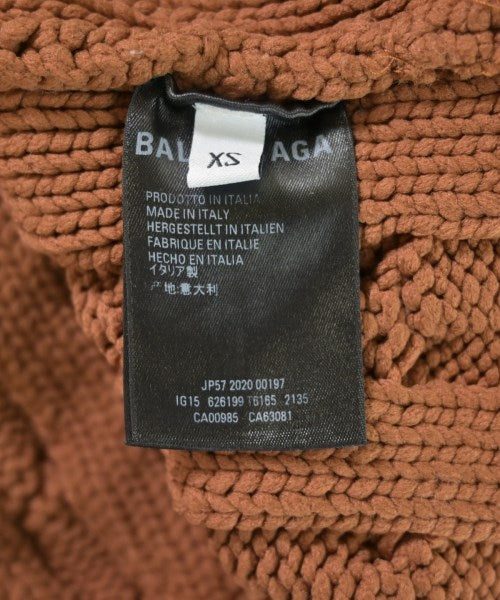 BAL AGA
XS
PRODOTTO IN ITALIA
MADE IN ITALY
HERGESTELLT IN ITALIEN
FABRIQUE EN ITALIE
HECHO EN ITALIA
イタリア製
产地:意大利
JP57 2020 00197
IG15 626199 T6165 2135
CA00985 CA63081